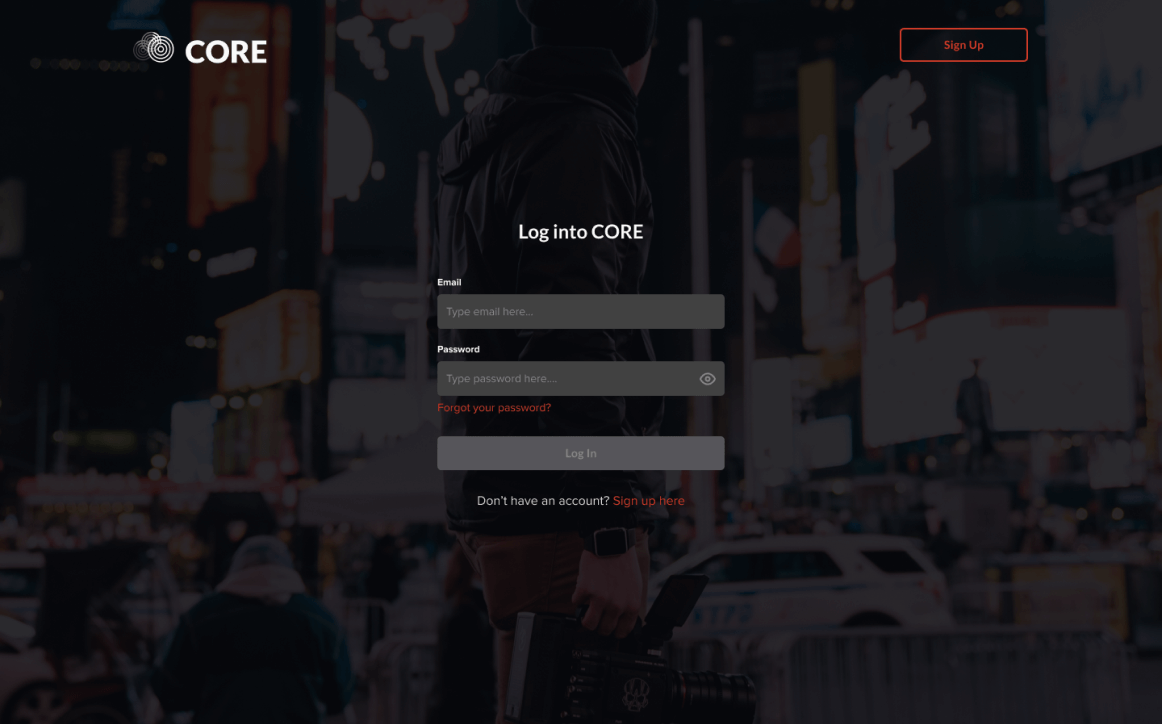 CORE
Sign Up
Log into CORE
Email
Type email here...
Password
Type password here....
Forgot your password?
Log In
Don't have an account? Sign up here
NYPD